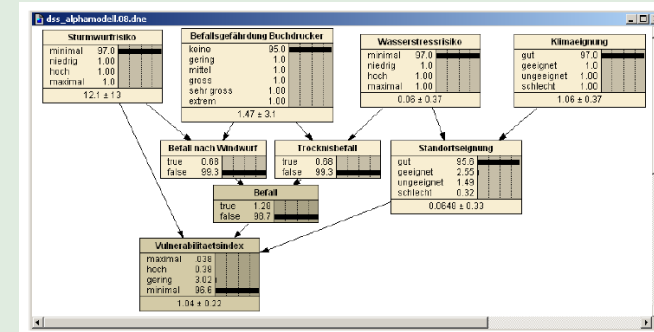 dss_alphamodell.08.dne
Sturmwurfrisiko
minimal 97.0
niedrig 1.00
hoch 1.00
maximal 1.0
12.1 ± 13
Befallsgefährdung Buchdrucker
keine 95.0
gering 1.0
mittel 1.0
gross 1.0
sehr gross 1.00
extrem 1.00
1.47 ± 3.1
Wasserstressrisiko
minimal 97.0
niedrig 1.0
hoch 1.00
maximal 1.00
0.06 ± 0.37
Klimaeignung
gut 97.0
geeignet 1.0
ungeeignet 1.00
schlecht 1.00
1.06 ± 0.37
Befall nach Windwurf
true 0.68
false 99.3
Trocknisbefall
true 0.68
false 99.3
Standortseignung
gut 95.6
geeignet 2.55
ungeeignet 1.49
schlecht 0.32
0.0648 ± 0.33
Befall
true 1.28
false 98.7
Vulnerabilitaetsindex
maximal .038
hoch 0.38
gering 3.02
minimal 96.6
1.04 ± 0.22